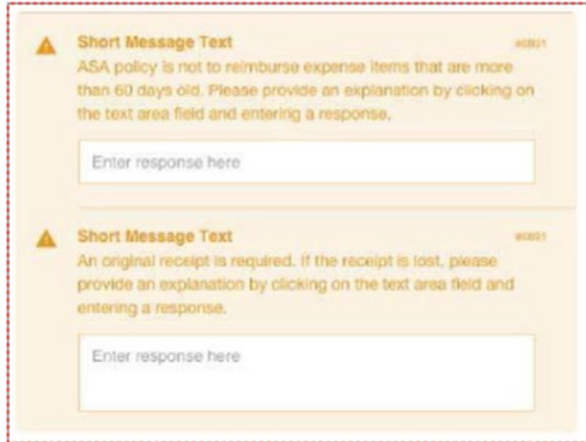 Short Message Text
ASA policy is not to reimburse expense items that are more
than 60 days old. Please provide an explanation by clicking on
the text area field and entering a response.
Enter response here
Short Message Text
An original receipt is required. If the receipt is lost, please
provide an explanation by clicking on the text area field and
entering a response.
Enter response here